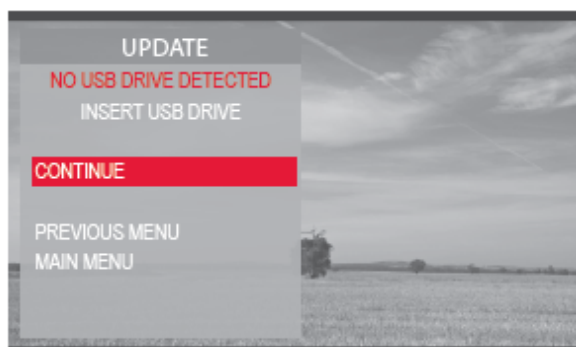 UPDATE
NO USB DRIVE DETECTED
INSERT USB DRIVE
CONTINUE
PREVIOUS MENU
MAIN MENU